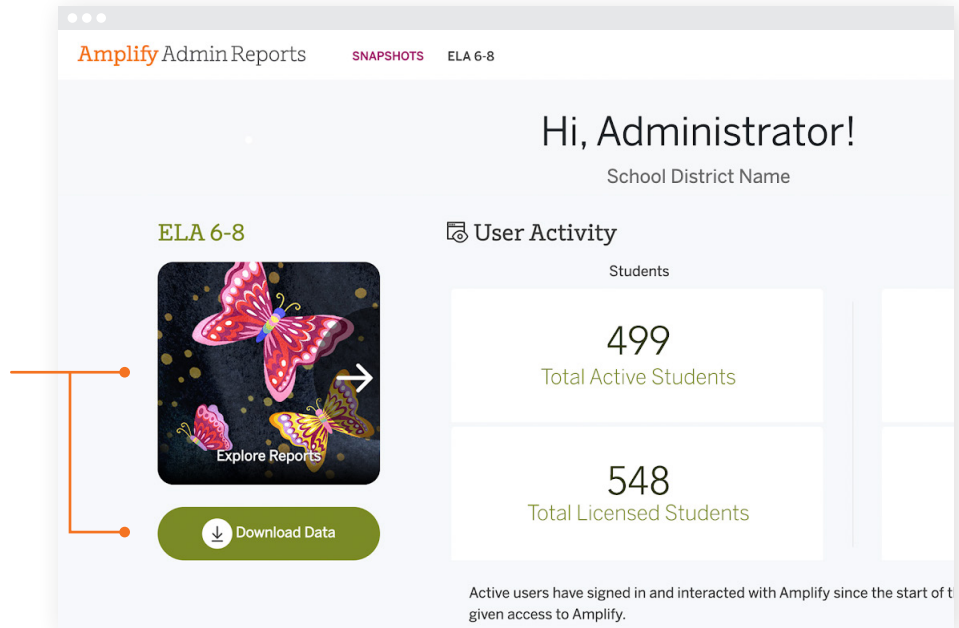 Amplify Admin Reports SNAPSHOTS ELA 6-8
Hi, Administrator!
School District Name
ELA 6-8
Explore Reports
Download Data
User Activity
Students
499
Total Active Students
548
Total Licensed Students
Active users have signed in and interacted with Amplify since the start of
given access to Amplify.